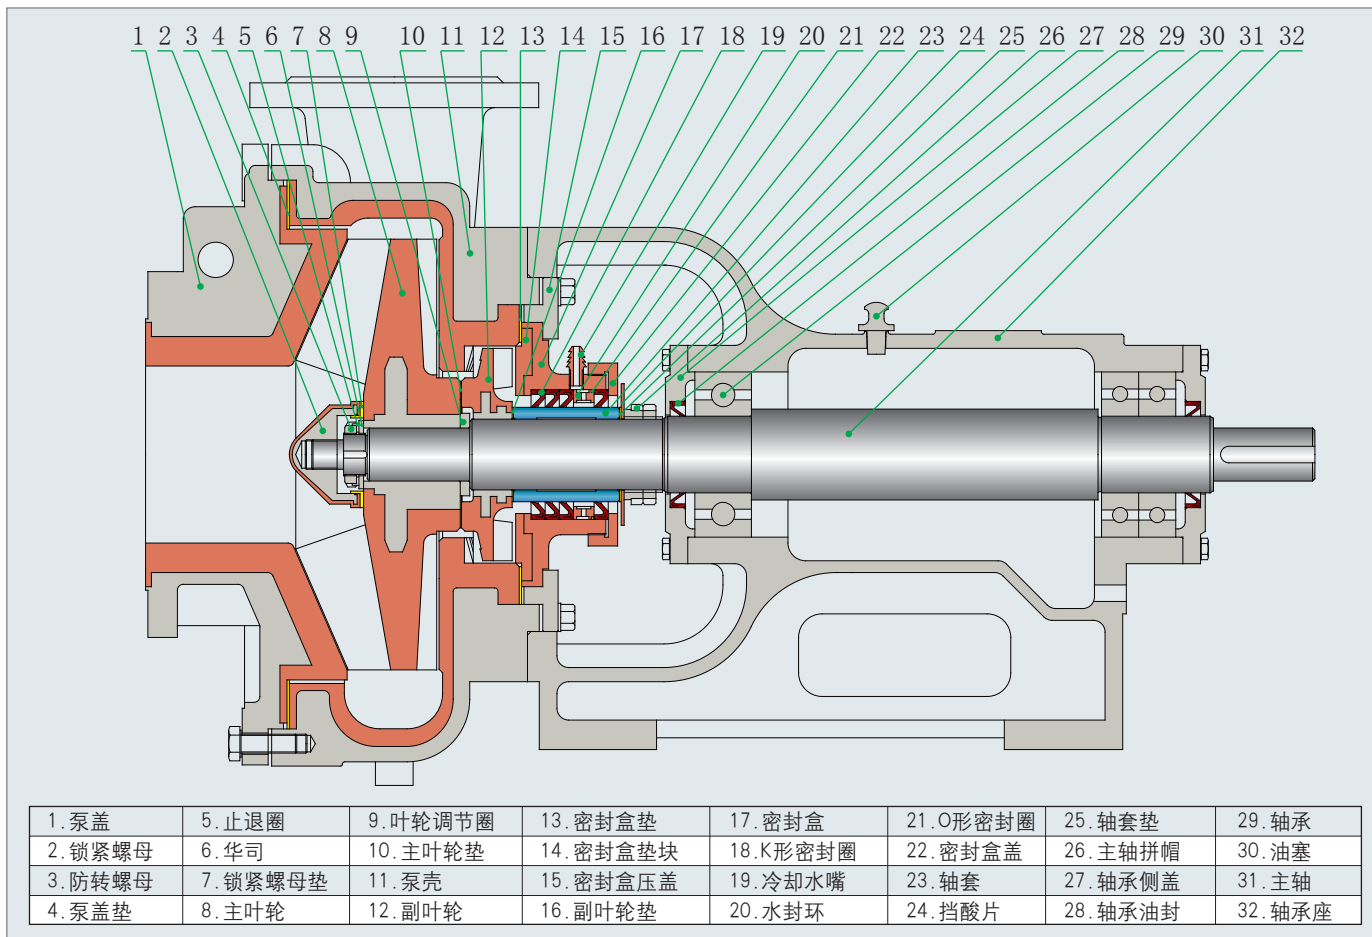 1 2 3 4 5 6 7 8 9 10 11 12 13 14 15 16 17 18 19 20 21 22 23 24 25 26 27 28 29 30 31 32
1.泵盖 5.止退圈 9.叶轮调节圈 13.密封盒垫 17.密封盒 21.O形密封圈 25.轴套垫 29.轴承
2.锁紧螺母 6.华司 10.主叶轮垫 14.密封盒垫块 18.K形密封圈 22.密封盒盖 26.主轴拼帽 30.油塞
3.防转螺母 7.锁紧螺母垫 11.泵壳 15.密封盒压盖 19.冷却水嘴 23.轴套 27.轴承侧盖 31.主轴
4.泵盖垫 8.主叶轮 12.副叶轮 16.副叶轮垫 20.水封环 24.挡酸片 28.轴承油封 32.轴承座